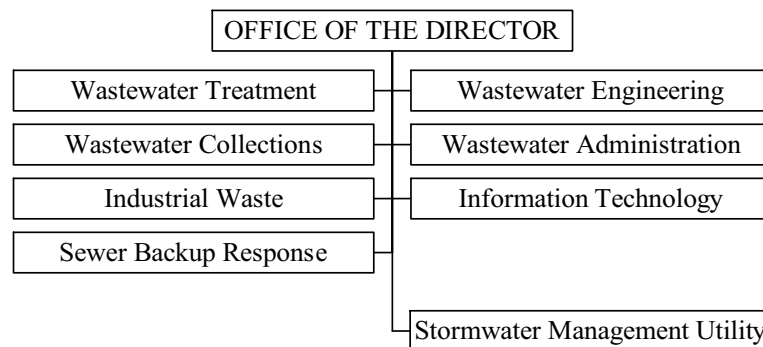 OFFICE OF THE DIRECTOR
Wastewater Treatment
Wastewater Engineering
Wastewater Collections
Wastewater Administration
Industrial Waste
Information Technology
Sewer Backup Response
Stormwater Management Utility